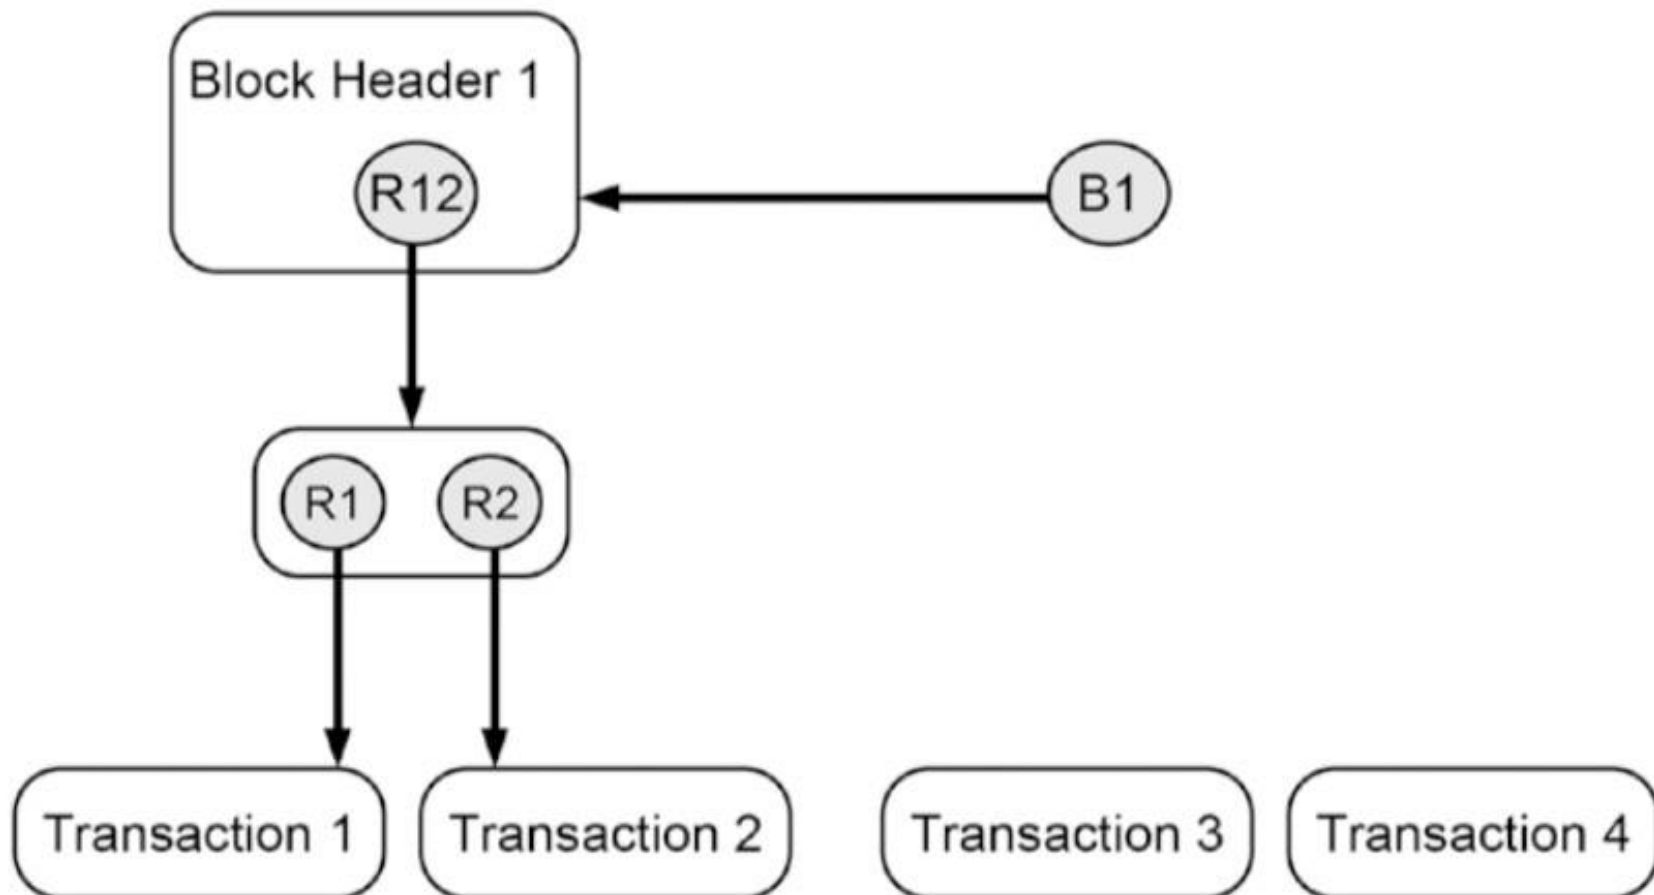 Block Header 1
R12
B1
R1
R2
Transaction 1
Transaction 2
Transaction 3
Transaction 4